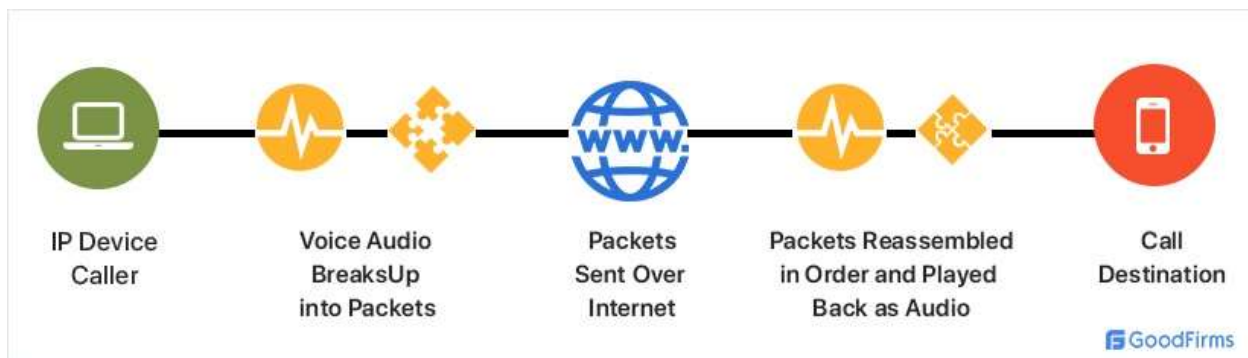 www.
IP Device
Caller
Voice Audio
BreaksUp
into Packets
Packets
Sent Over
Internet
Packets Reassembled
in Order and Played
Back as Audio
Call
Destination
GoodFirms